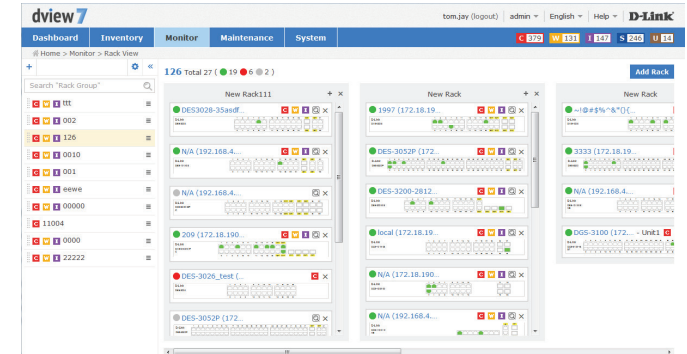 dview 7
tom.jay (logout) admin English Help D-Link
Dashboard Inventory Monitor Maintenance System C 379 W 131 I 147 S 246 U 14
Home > Monitor > Rack View
+ «
126 Total 27 ( 19 6 2 ) Add Rack
Search "Rack Group"
C W I ttt
C W I 002
C W I 126
C W I 0010
C W I 001
C W I eewe
C W I 00000
C 11004
C W I 0000
C W I 22222
New Rack111 + ×
DES3028-35asdf... C W I ×
N/A (192.168.4.... C W I ×
N/A (192.168.4.... ×
209 (172.18.190... C W I ×
DES-3026_test (... C ×
DES-3052P (172... C W I ×
New Rack + ×
1997 (172.18.19... C W I ×
DES-3052P (172... C W I ×
DES-3200-2812... C W I ×
local (172.18.19... C W I ×
N/A (172.18.190... C W I ×
N/A (192.168.4.... C W I ×
New Rack
~!@#$%^&*(){...
3333 (172.18.19...
N/A (192.168.4....
DGS-3100 (172... - Unit1 C